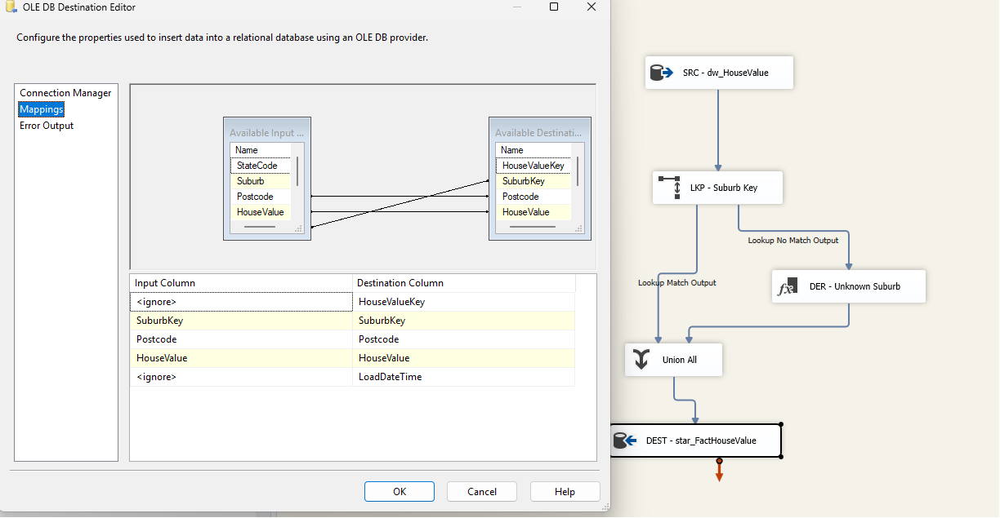 OLE DB Destination Editor
Configure the properties used to insert data into a relational database using an OLE DB provider.
Connection Manager
Mappings
Error Output
Available Input ...
Name
StateCode
Suburb
Postcode
HouseValue
Available Destinati...
Name
HouseValueKey
SuburbKey
Postcode
HouseValue
Input Column Destination Column
<ignore> HouseValueKey
SuburbKey SuburbKey
Postcode Postcode
HouseValue HouseValue
<ignore> LoadDateTime
OK Cancel Help
SRC - dw_HouseValue
LKP - Suburb Key
Lookup No Match Output
Lookup Match Output
fx DER - Unknown Suburb
Union All
DEST - star_FactHouseValue